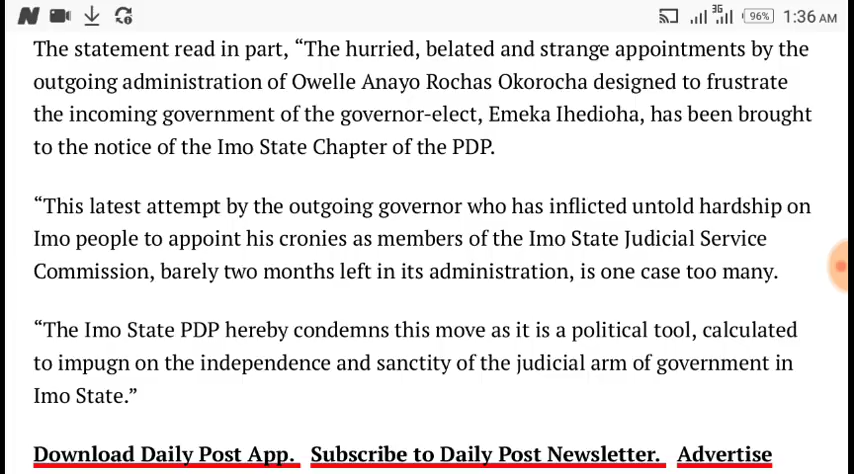 3G 96% 1:36 AM
The statement read in part, “The hurried, belated and strange appointments by the
outgoing administration of Owelle Anayo Rochas Okorocha designed to frustrate
the incoming government of the governor-elect, Emeka Ihedioha, has been brought
to the notice of the Imo State Chapter of the PDP.
“This latest attempt by the outgoing governor who has inflicted untold hardship on
Imo people to appoint his cronies as members of the Imo State Judicial Service
Commission, barely two months left in its administration, is one case too many.
“The Imo State PDP hereby condemns this move as it is a political tool, calculated
to impugn on the independence and sanctity of the judicial arm of government in
Imo State.”
Download Daily Post App. Subscribe to Daily Post Newsletter. Advertise